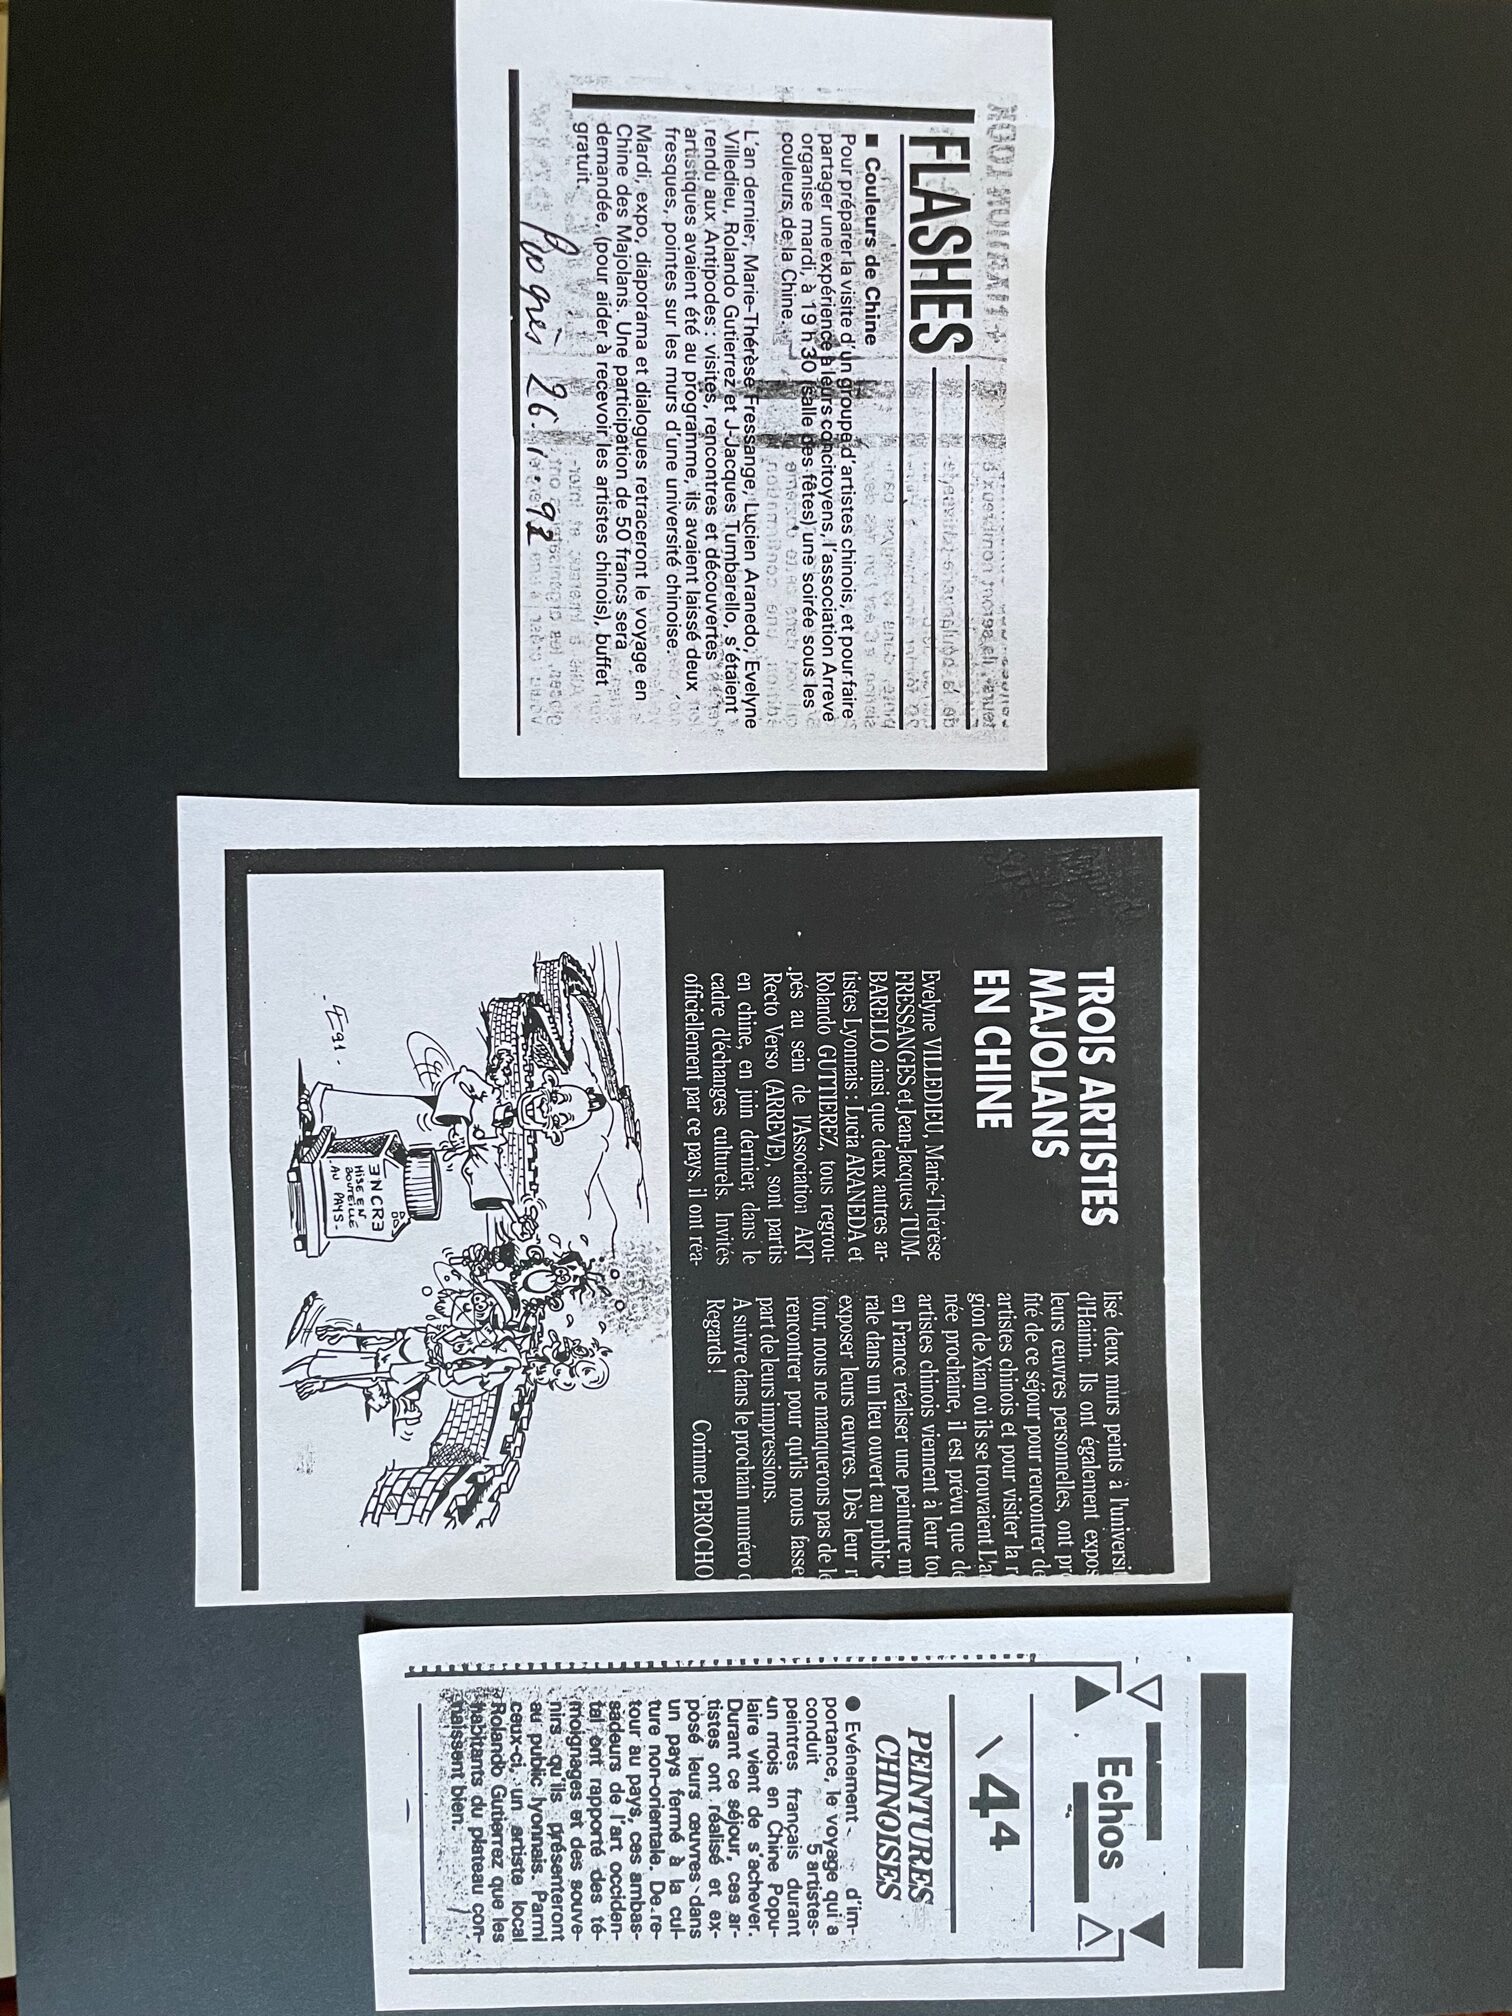 FLASHES
■ Couleurs de Chine
Pour préparer la visite d'un groupe d'artistes chinois, et pour faire
partager une expérience à leurs concitoyens, l'association Arreve
organise mardi, à 19 h 30 (salle des fêtes) une soirée sous les
couleurs de la Chine.
L'an dernier, Marie-Thérèse Fressange, Lucien Aranedo, Evelyne
Villedieu, Rolando Gutierrez et J-Jacques Tumbarello, s'étaient
rendu aux Antipodes : visites, rencontres et découvertes
artistiques avaient été au programme, ils avaient laissé deux
fresques, pointes sur les murs d'une université chinoise.
Mardi, expo, diaporama et dialogues retraceront le voyage en
Chine des Majolans. Une participation de 50 francs sera
demandée, (pour aider à recevoir les artistes chinois), buffet
gratuit.
Progrès 26.1.92
TROIS ARTISTES
MAJOLANS
EN CHINE
Evelyne VILLEDIEU, Marie-Thérèse
FRESSANGES et Jean-Jacques TUM-
BARELLO ainsi que deux autres ar-
tistes Lyonnais : Lucia ARANEDA et
Rolando GUTTIEREZ, tous regrou-
pés au sein de l'Association ART
Recto Verso (ARREVE), sont partis
en chine, en juin dernier, dans le
cadre d'échanges culturels. Invités
officiellement par ce pays, il ont réa-
lisé deux murs peints à l'universi
d'Hainin. Ils ont également expos
leurs œuvres personnelles, ont pr
fité de ce séjour pour rencontrer de
artistes chinois et pour visiter la r
gion de Xian où ils se trouvaient L'a
née prochaine, il est prévu que de
artistes chinois viennent à leur tou
en France réaliser une peinture m
rale dans un lieu ouvert au public
exposer leurs œuvres. Dès leur r
tour, nous ne manquerons pas de le
rencontrer pour qu'ils nous fasse
part de leurs impressions.
A suivre dans le prochain numéro d
Regards !
Corinne PEROCHO
ENCRE
MISE EN
BOUTEILLE
AU PAYS-
- E91 -
Echos
44
PEINTURES
CHINOISES
● Evénement d'im-
portance, le voyage qui a
conduit 5 artistes-
peintres français durant
un mois en Chine Popu-
laire vient de s'achever.
Durant ce séjour, ces ar-
tistes ont réalisé et ex-
posé leurs œuvres dans
un pays fermé à la cul-
ture non-orientale. De re-
tour au pays, ces ambas-
sadeurs de l'art occiden-
tal ont rapporté des té-
moignages et des souve-
nirs qu'ils présenteront
au public lyonnais. Parmi
ceux-ci, un artiste local
Rolando Gutierrez que les
habitants du plateau con-
naissent bien.